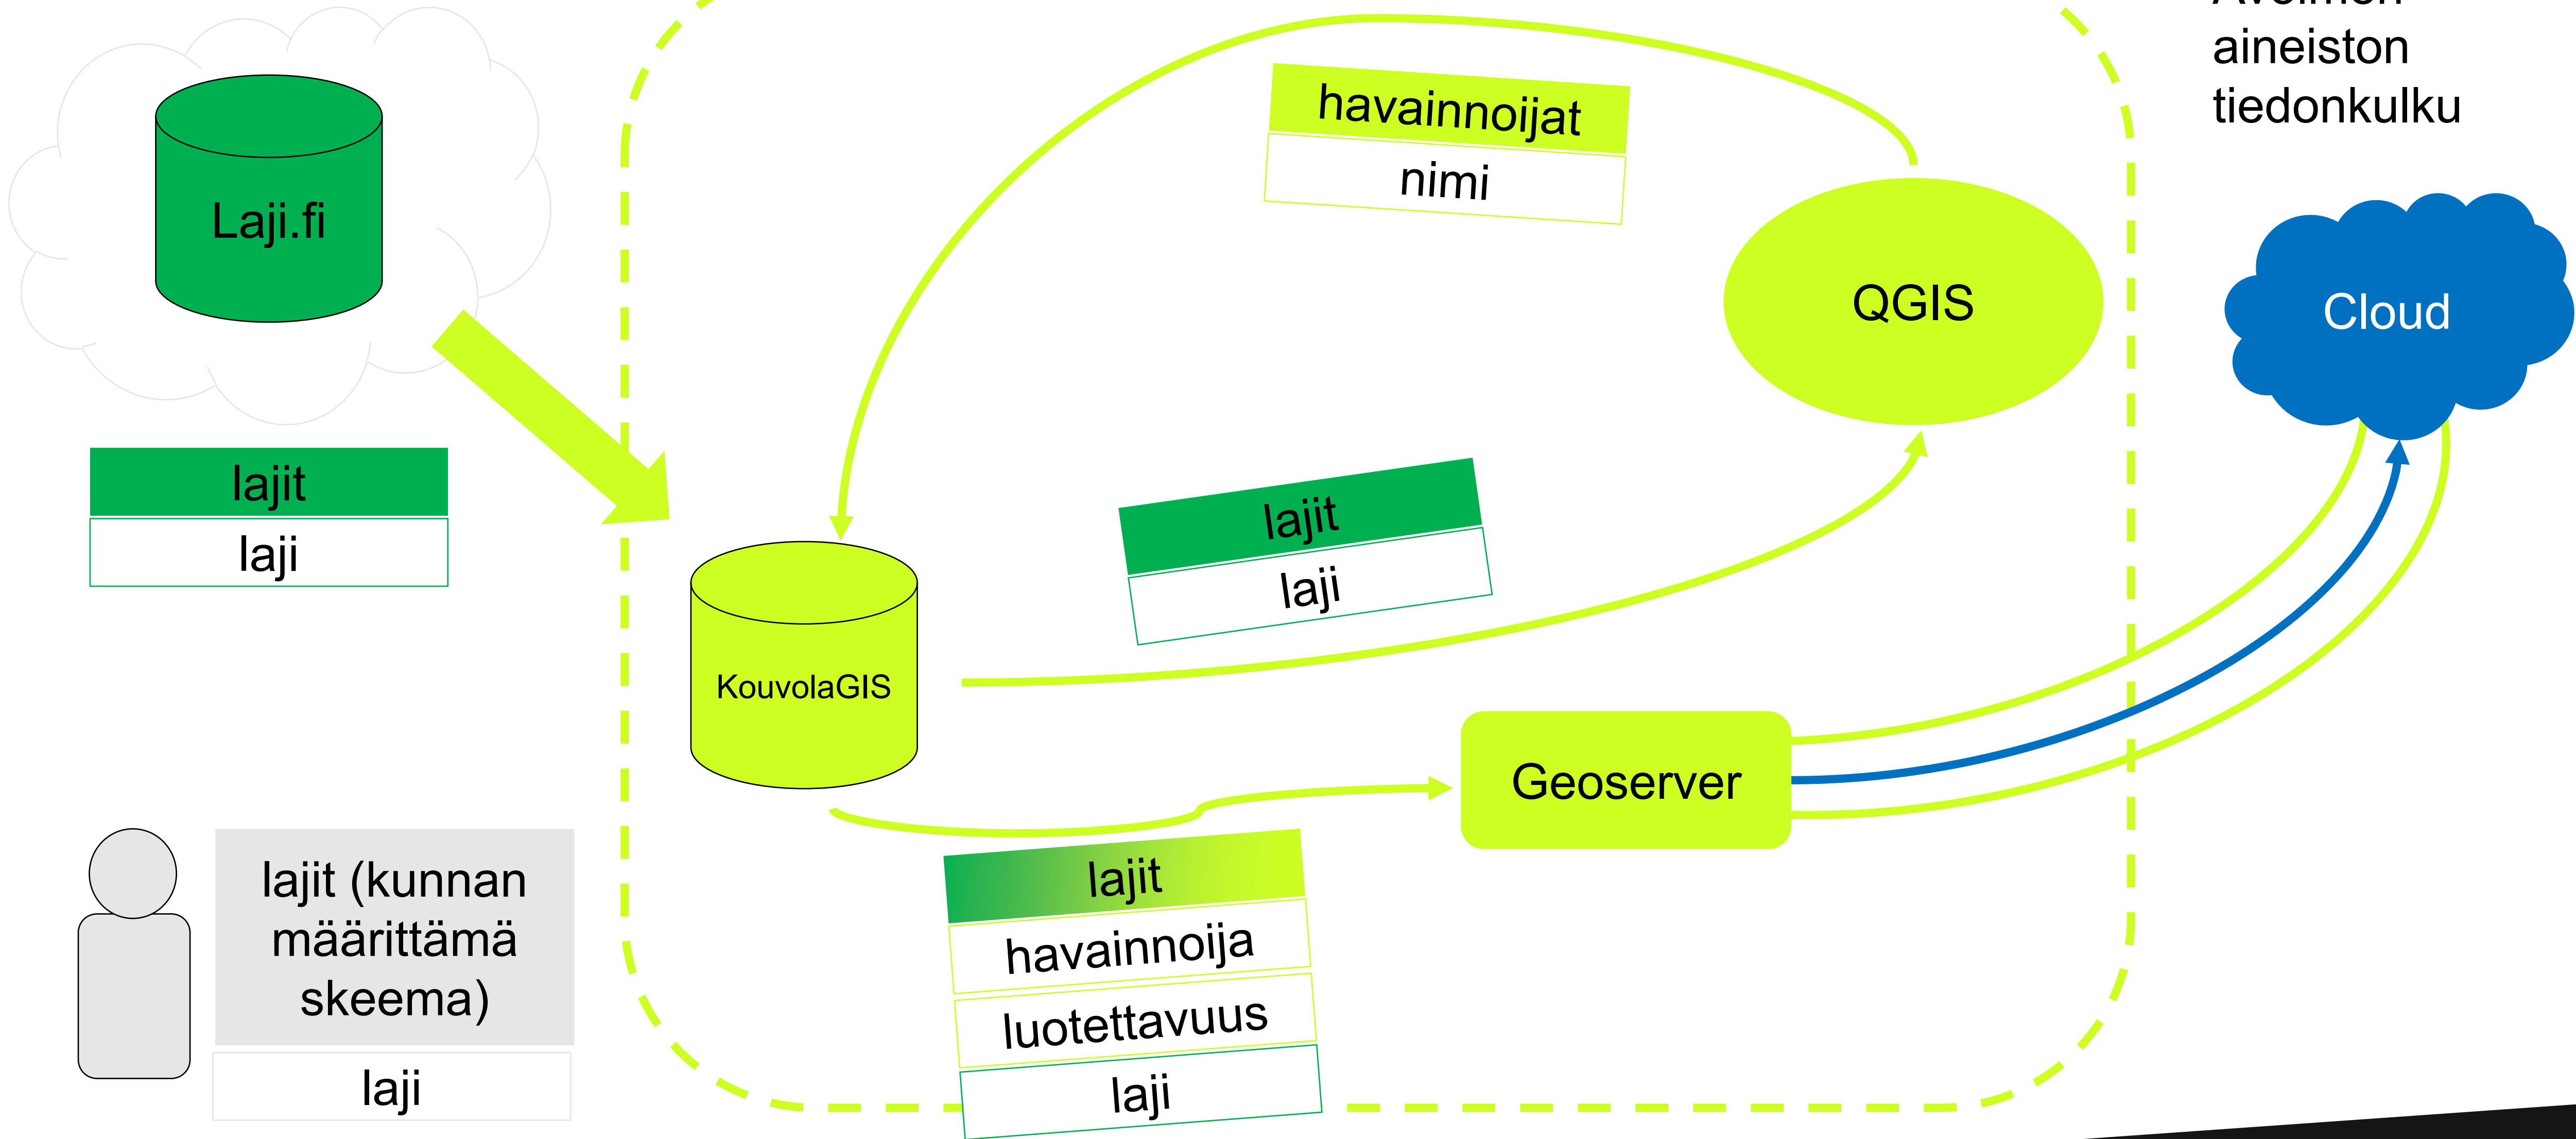 aineiston
tiedonkulku
Laji.fi
havainnoijat
nimi
QGIS
Cloud
lajit
laji
lajit
laji
KouvolaGIS
Geoserver
lajit (kunnan
määrittämä
skeema)
laji
lajit
havainnoija
luotettavuus
laji